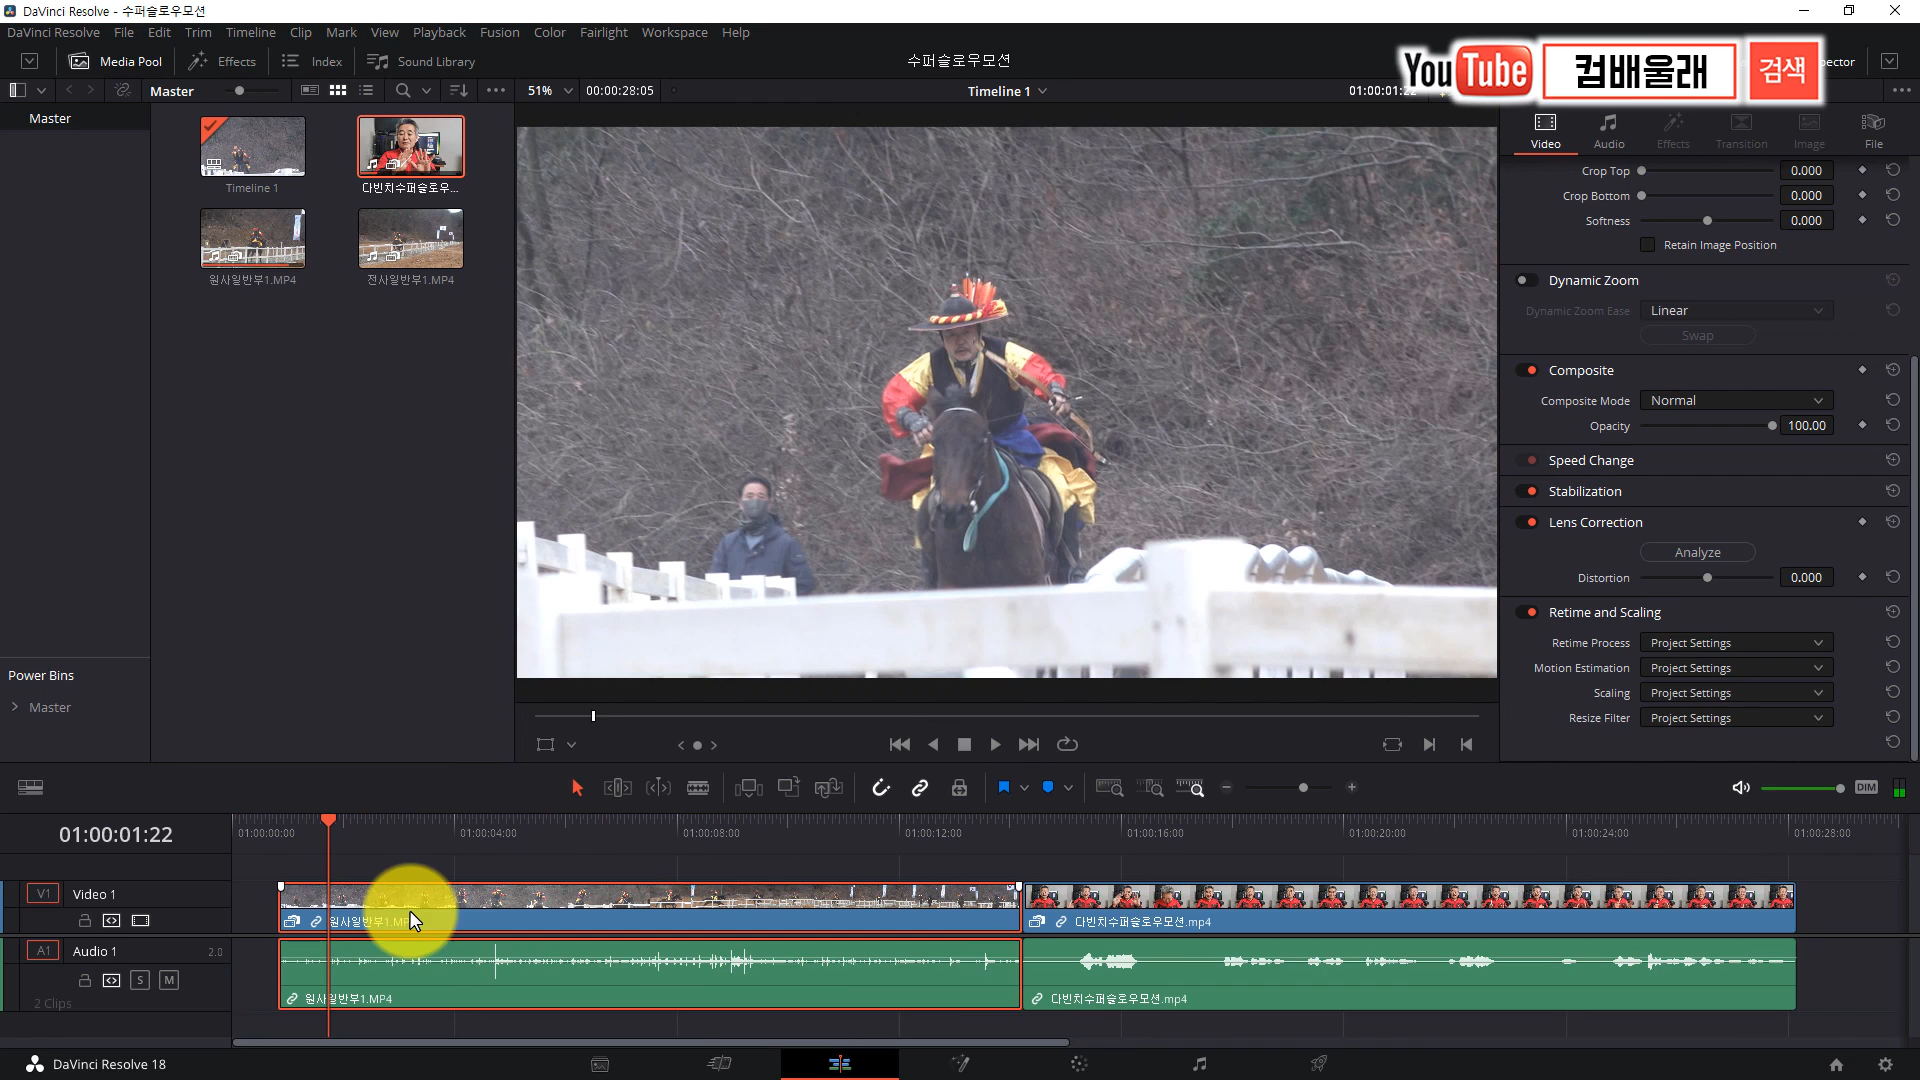 DaVinci Resolve - 수퍼슬로우모션
DaVinci Resolve File Edit Trim Timeline Clip Mark View Playback Fusion Color Fairlight Workspace Help
Media Pool Effects Index Sound Library 수퍼슬로우모션 YouTube 컴배울래 검색
Master 51% 00:00:28:05 Timeline 1
Master
Timeline 1
다빈치수퍼슬로우...
원사일반부1.MP4
전사일반부1.MP4
Power Bins
Master
Video Audio Effects Transition Image File
Crop Top 0.000
Crop Bottom 0.000
Softness 0.000
Retain Image Position
Dynamic Zoom
Dynamic Zoom Ease Linear
Swap
Composite
Composite Mode Normal
Opacity 100.00
Speed Change
Stabilization
Lens Correction
Analyze
Distortion 0.000
Retime and Scaling
Retime Process Project Settings
Motion Estimation Project Settings
Scaling Project Settings
Resize Filter Project Settings
DIM
01:00:01:22 01:00:00:00 01:00:04:00 01:00:08:00 01:00:12:00 01:00:16:00 01:00:20:00 01:00:24:00 01:00:28:00
V1 Video 1
원사일반부1.MP 다빈치수퍼슬로우모션.mp4
A1 Audio 1 2.0
S M
2 Clips
원사일반부1.MP4 다빈치수퍼슬로우모션.mp4
DaVinci Resolve 18